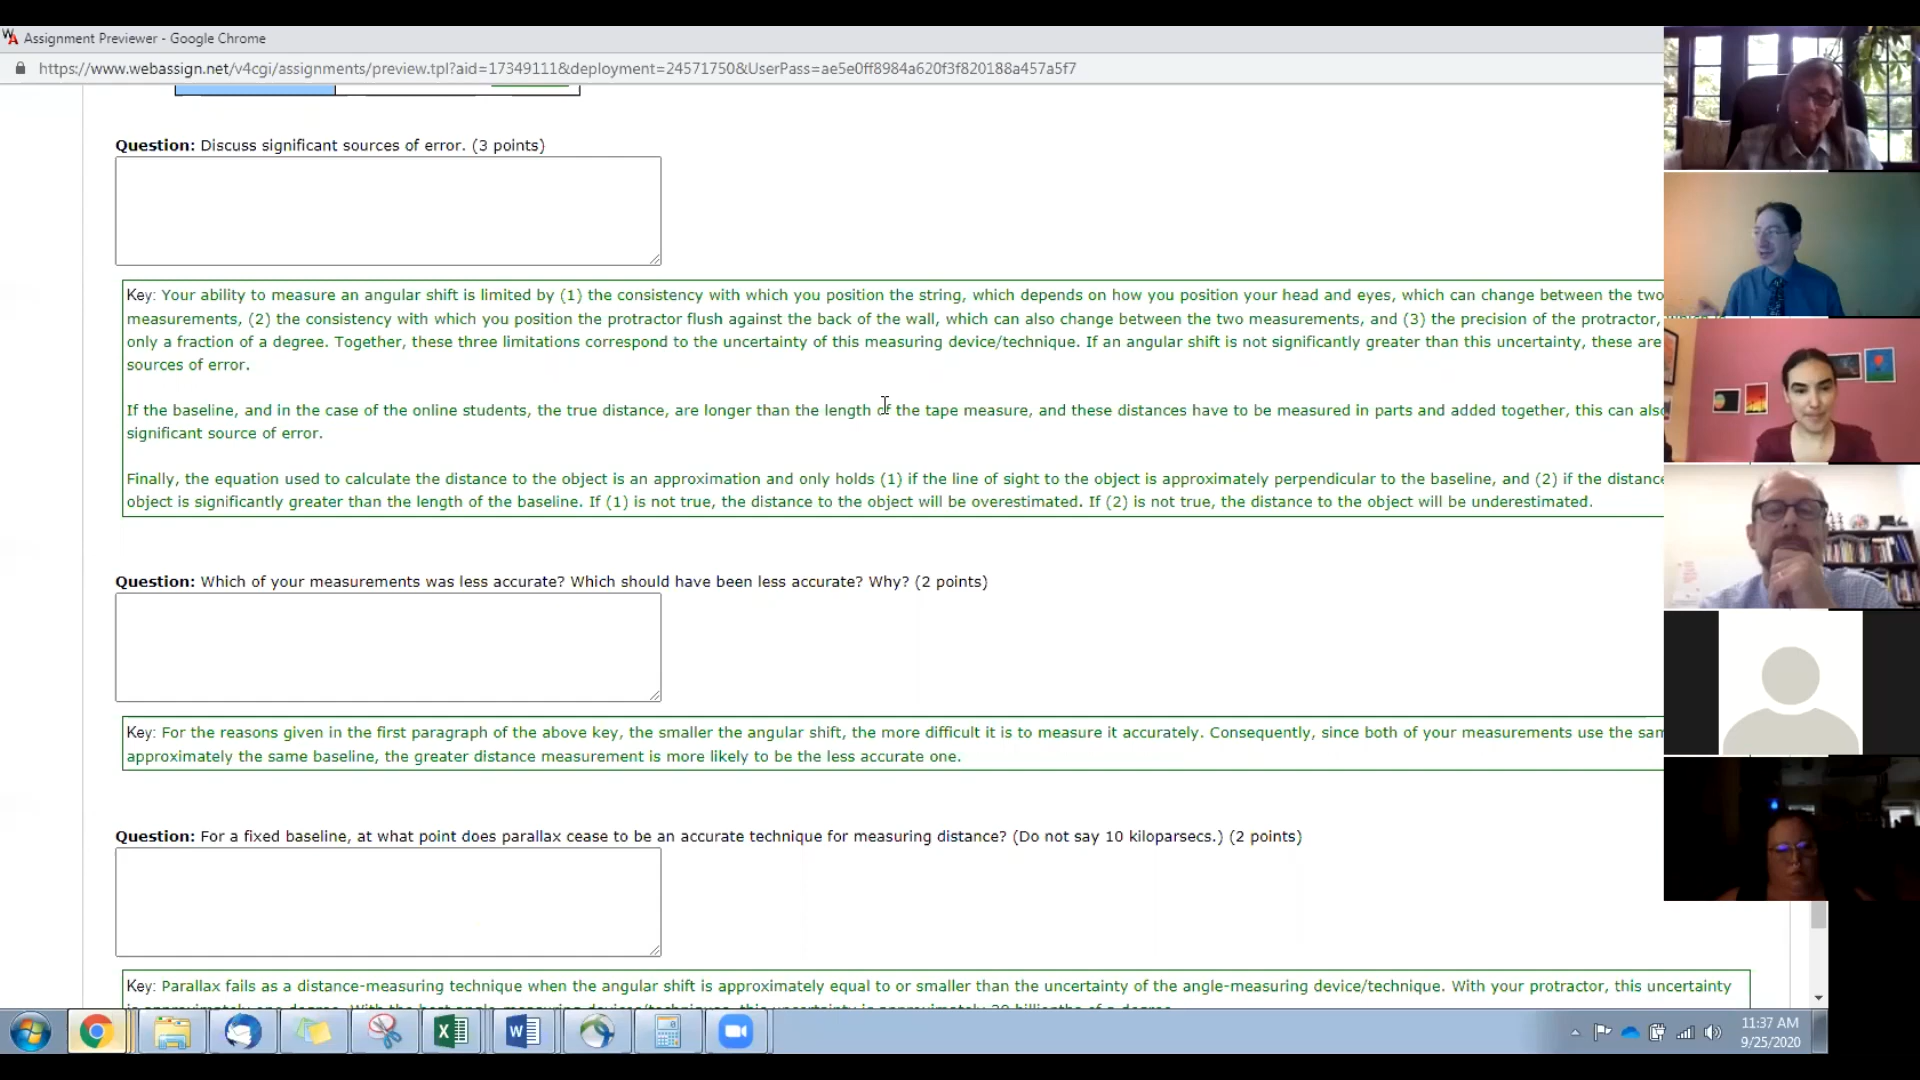 Assignment Previewer - Google Chrome
https://www.webassign.net/v4cgi/assignments/preview.tpl?aid=17349111&deployment=24571750&UserPass=ae5e0ff8984a620f3f820188a457a5f7
Question: Discuss significant sources of error. (3 points)
Key: Your ability to measure an angular shift is limited by (1) the consistency with which you position the string, which depends on how you position your head and eyes, which can change between the two
measurements, (2) the consistency with which you position the protractor flush against the back of the wall, which can also change between the two measurements, and (3) the precision of the protractor,
only a fraction of a degree. Together, these three limitations correspond to the uncertainty of this measuring device/technique. If an angular shift is not significantly greater than this uncertainty, these are
sources of error.
If the baseline, and in the case of the online students, the true distance, are longer than the length of the tape measure, and these distances have to be measured in parts and added together, this can also
significant source of error.
Finally, the equation used to calculate the distance to the object is an approximation and only holds (1) if the line of sight to the object is approximately perpendicular to the baseline, and (2) if the distance
object is significantly greater than the length of the baseline. If (1) is not true, the distance to the object will be overestimated. If (2) is not true, the distance to the object will be underestimated.
Question: Which of your measurements was less accurate? Which should have been less accurate? Why? (2 points)
Key: For the reasons given in the first paragraph of the above key, the smaller the angular shift, the more difficult it is to measure it accurately. Consequently, since both of your measurements use the sam
approximately the same baseline, the greater distance measurement is more likely to be the less accurate one.
Question: For a fixed baseline, at what point does parallax cease to be an accurate technique for measuring distance? (Do not say 10 kiloparsecs.) (2 points)
Key: Parallax fails as a distance-measuring technique when the angular shift is approximately equal to or smaller than the uncertainty of the angle-measuring device/technique. With your protractor, this uncertainty
11:37 AM
9/25/2020